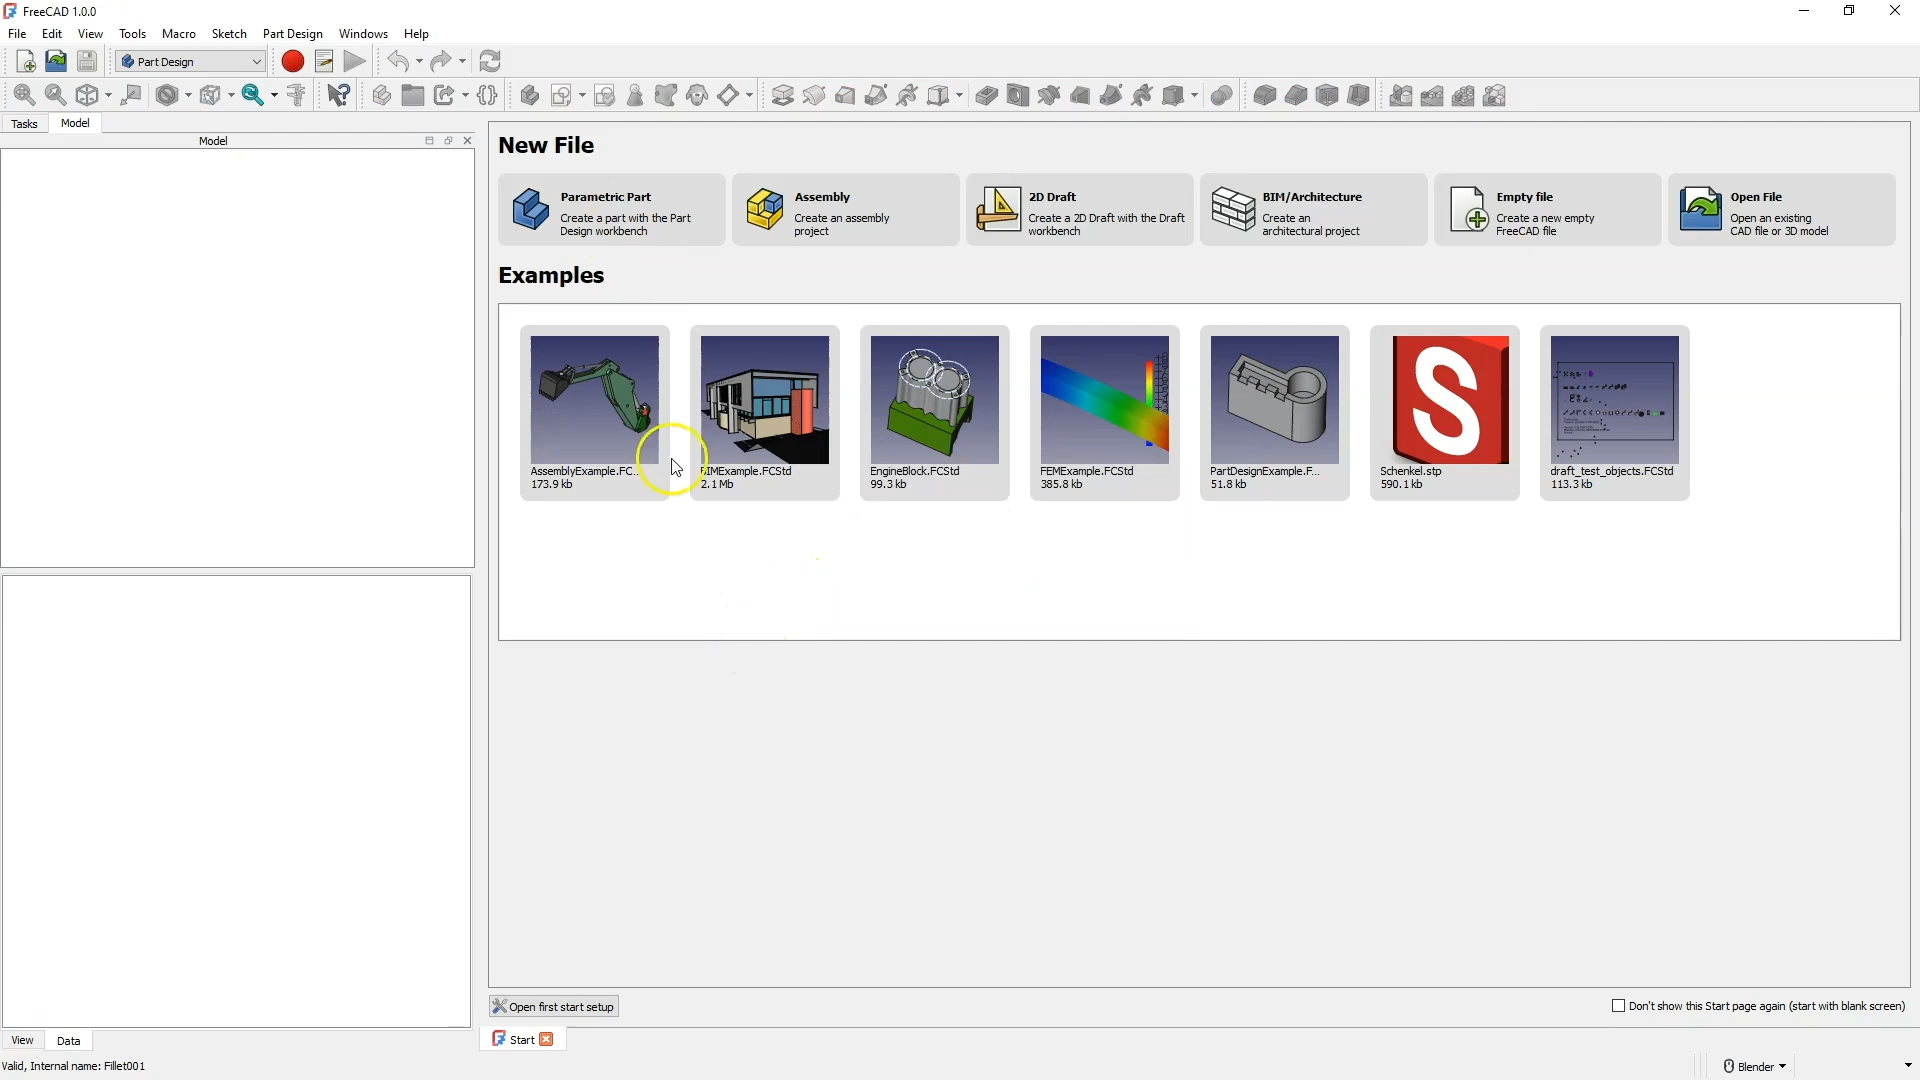 FreeCAD 1.0.0
File Edit View Tools Macro Sketch Part Design Windows Help
Part Design
Tasks Model
Model
New File
Parametric Part
Create a part with the Part
Design workbench
Assembly
Create an assembly
project
2D Draft
Create a 2D Draft with the Draft
workbench
BIM/Architecture
Create an
architectural project
Empty file
Create a new empty
FreeCAD file
Open File
Open an existing
CAD file or 3D model
Examples
AssemblyExample.FC...
173.9 kb
BIMExample.FCStd
2.1 Mb
EngineBlock.FCStd
99.3 kb
FEMExample.FCStd
385.8 kb
PartDesignExample.F...
51.8 kb
S
Schenkel.stp
590.1 kb
draft_test_objects.FCStd
113.3 kb
Open first start setup
Don't show this Start page again (start with blank screen)
View Data
Start
Valid, Internal name: Fillet001
Blender